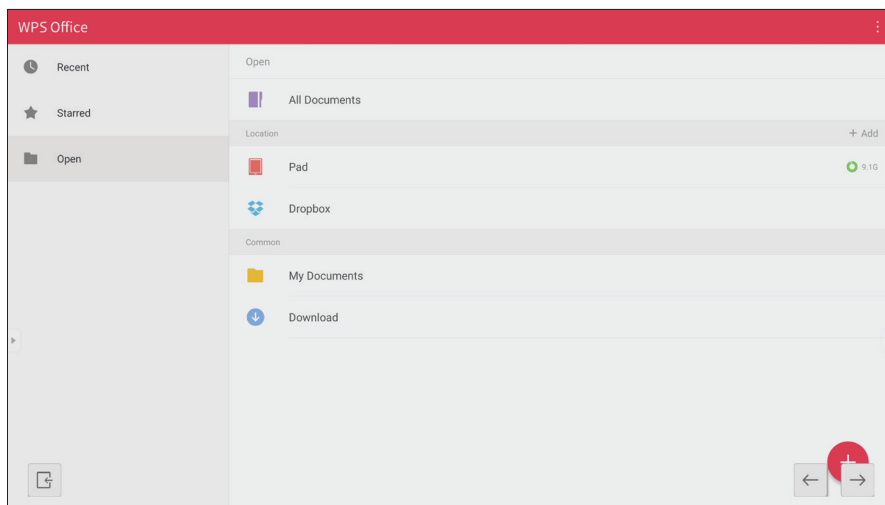 WPS Office
Recent
Starred
Open
Open
All Documents
Location
+ Add
Pad
9.1G
Dropbox
Common
My Documents
Download